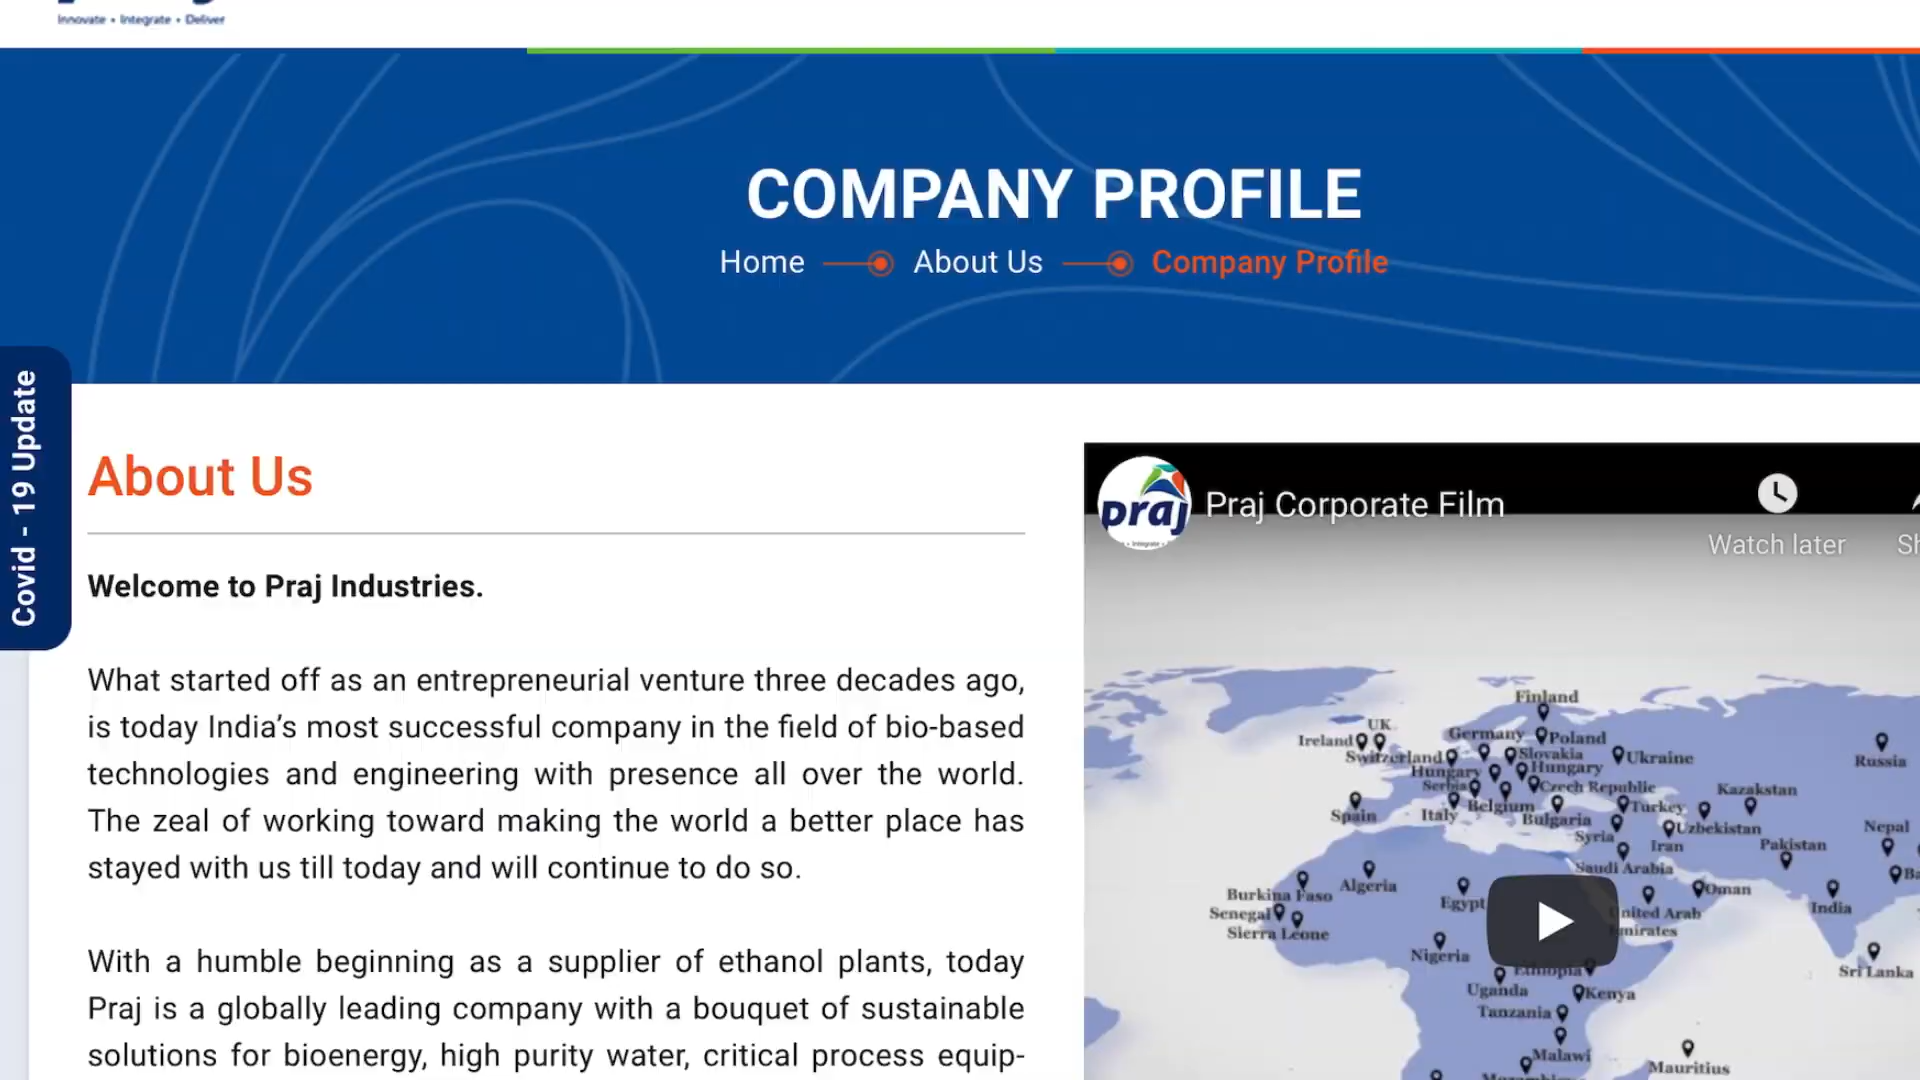 Innovate • Integrate • Deliver
COMPANY PROFILE
Home About Us Company Profile
Covid - 19 Update
About Us
Welcome to Praj Industries.
What started off as an entrepreneurial venture three decades ago,
is today India’s most successful company in the field of bio-based
technologies and engineering with presence all over the world.
The zeal of working toward making the world a better place has
stayed with us till today and will continue to do so.
With a humble beginning as a supplier of ethanol plants, today
Praj is a globally leading company with a bouquet of sustainable
solutions for bioenergy, high purity water, critical process equip-
praj
Praj Corporate Film
Watch later
Finland
UK
Ireland
Germany
Poland
Switzerland
Slovakia
Ukraine
Russia
Hungary
Hungary
Serbia
Czech Republic
Kazakstan
Spain
Italy
Belgium
Bulgaria
Turkey
Syria
Uzbekistan
Nepal
Iran
Pakistan
Saudi Arabia
Algeria
Burkina Faso
Egypt
Oman
Senegal
United Arab
Emirates
India
Sierra Leone
Nigeria
Ethiopia
Sri Lanka
Uganda
Kenya
Tanzania
Malawi
Mauritius